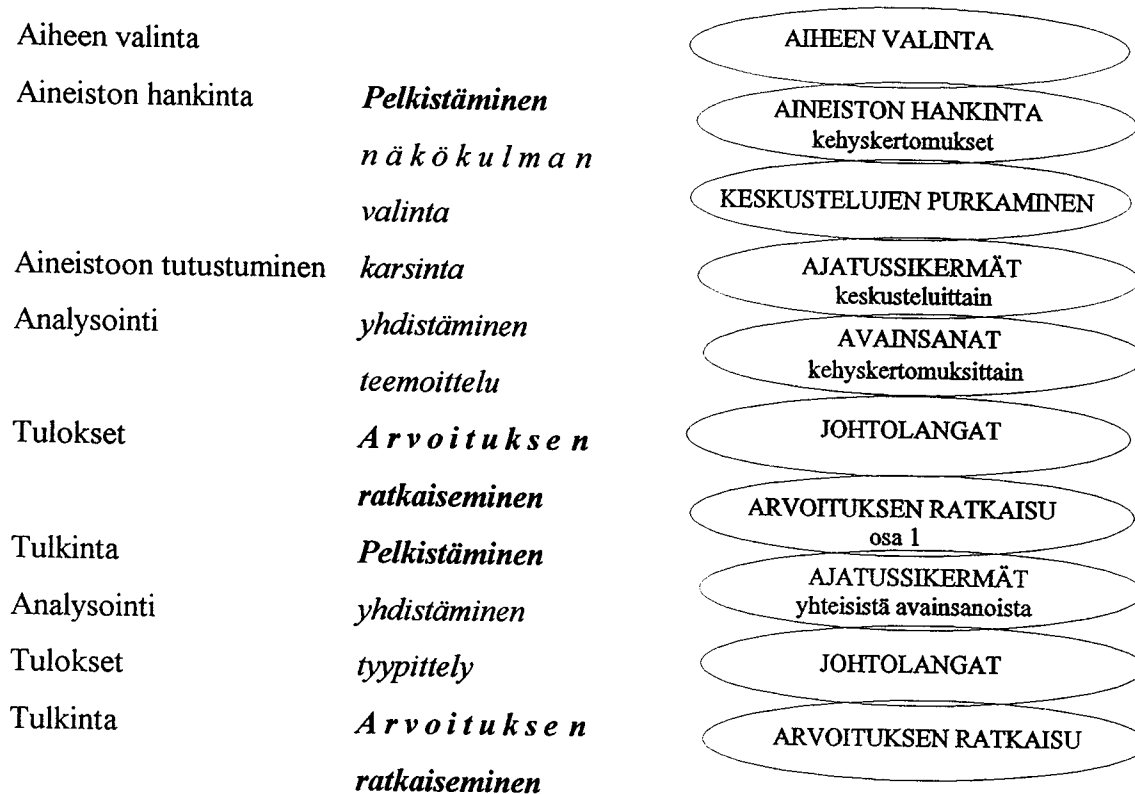 Aiheen valinta
AIHEEN VALINTA
Aineiston hankinta
Pelkistäminen
AINEISTON HANKINTA
kehyskertomukset
näkökulman
valinta
KESKUSTELUJEN PURKAMINEN
Aineistoon tutustuminen
karsinta
AJATUSSIKERMÄT
keskusteluittain
Analysointi
yhdistäminen
AVAINSANAT
kehyskertomuksittain
teemoittelu
Tulokset
Arvoituksen
JOHTOLANGAT
ratkaiseminen
ARVOITUKSEN RATKAISU
osa 1
Tulkinta
Pelkistäminen
AJATUSSIKERMÄT
yhteisistä avainsanoista
Analysointi
yhdistäminen
Tulokset
tyypittely
JOHTOLANGAT
Tulkinta
Arvoituksen
ARVOITUKSEN RATKAISU
ratkaiseminen